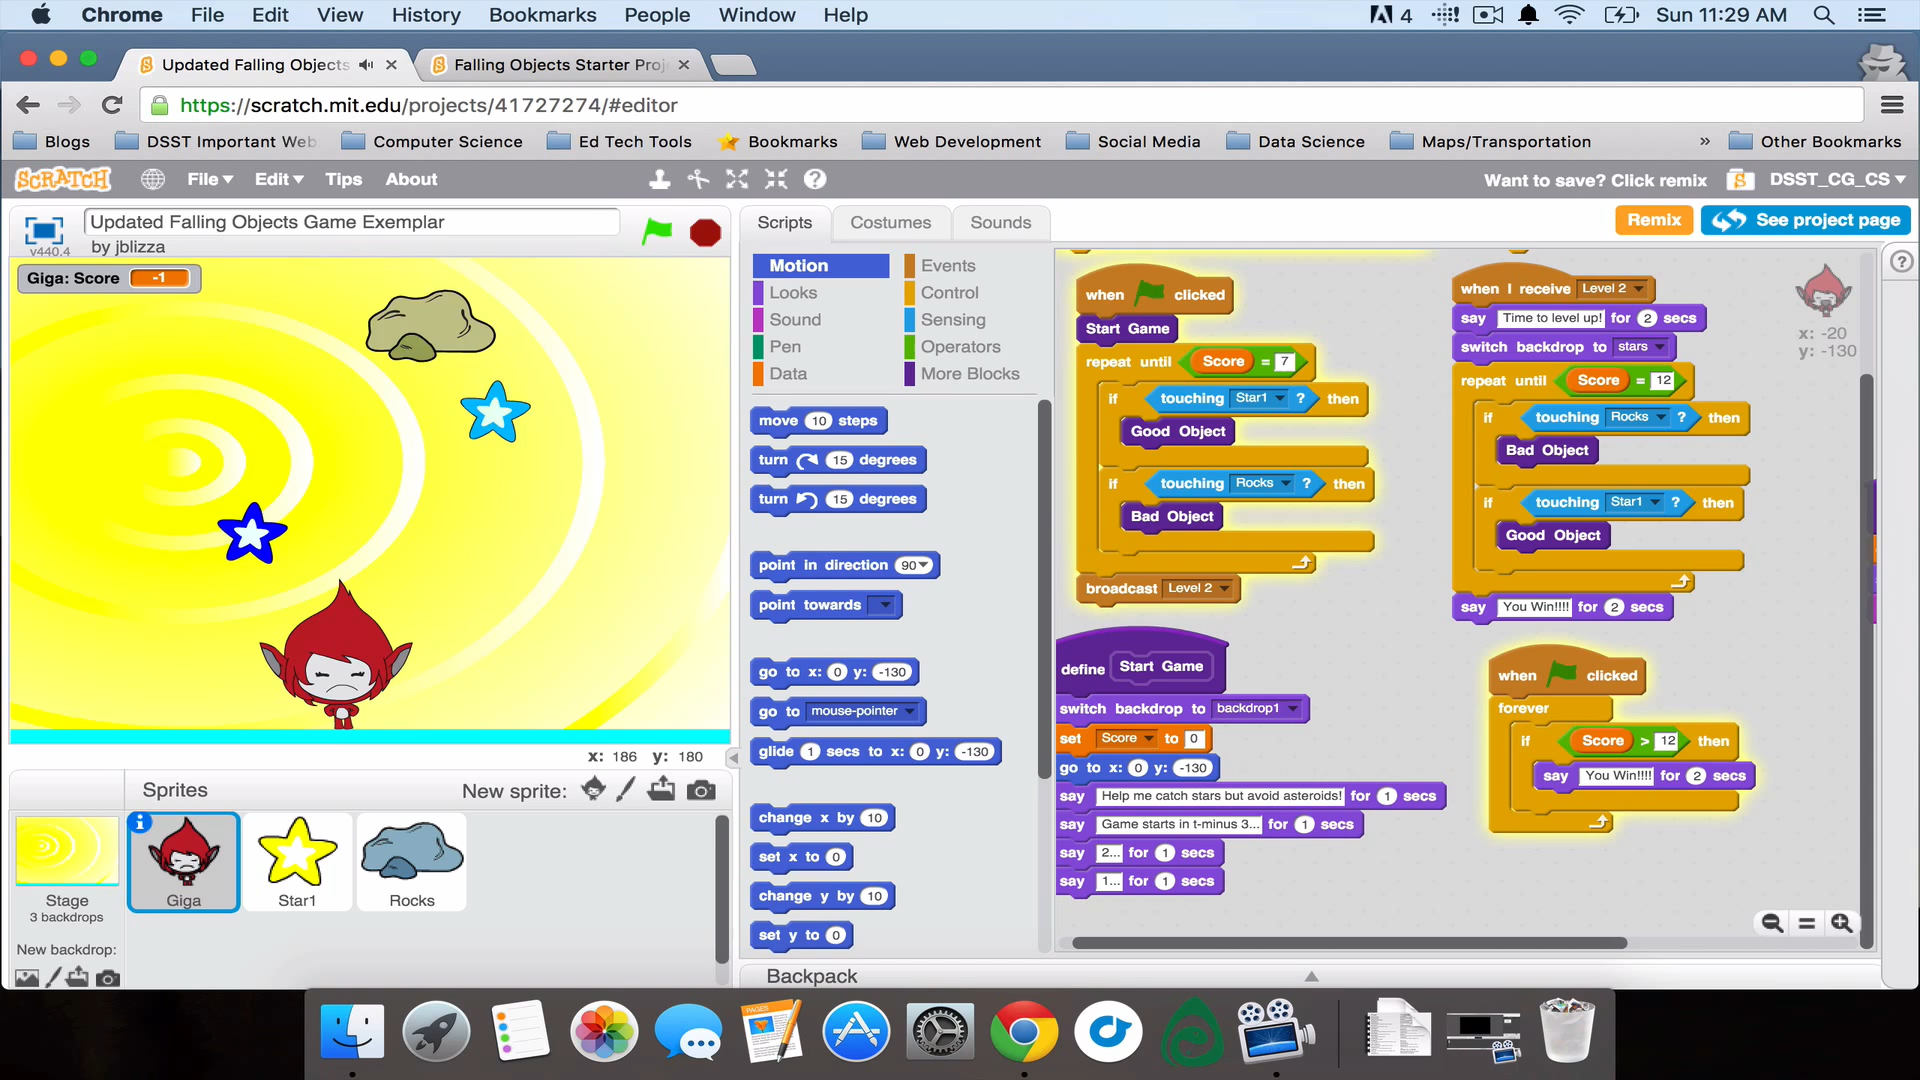 Chrome File Edit View History Bookmarks People Window Help 4 Sun 11:29 AM
Updated Falling Objects
Falling Objects Starter Proj
https://scratch.mit.edu/projects/41727274/#editor
Blogs DSST Important Web Computer Science Ed Tech Tools Bookmarks Web Development Social Media Data Science Maps/Transportation » Other Bookmarks
SCRATCH File Edit Tips About Want to save? Click remix DSST_CG_CS
Updated Falling Objects Game Exemplar
by jblizza
v440.4
Scripts Costumes Sounds
Remix See project page
Giga: Score -1
x: 186 y: 180
Sprites New sprite:
Stage
3 backdrops
New backdrop:
Giga
Star1
Rocks
Motion Events
Looks Control
Sound Sensing
Pen Operators
Data More Blocks
move 10 steps
turn 15 degrees
turn 15 degrees
point in direction 90
point towards
go to x: 0 y: -130
go to mouse-pointer
glide 1 secs to x: 0 y: -130
change x by 10
set x to 0
change y by 10
set y to 0
when clicked
Start Game
repeat until Score = 7
if touching Star1 ? then
Good Object
if touching Rocks ? then
Bad Object
broadcast Level 2
define Start Game
switch backdrop to backdrop1
set Score to 0
go to x: 0 y: -130
say Help me catch stars but avoid asteroids! for 1 secs
say Game starts in t-minus 3... for 1 secs
say 2... for 1 secs
say 1... for 1 secs
when I receive Level 2
say Time to level up! for 2 secs
switch backdrop to stars
repeat until Score = 12
if touching Rocks ? then
Bad Object
if touching Star1 ? then
Good Object
say You Win!!!! for 2 secs
when clicked
forever
if Score > 12 then
say You Win!!!! for 2 secs
x: -20
y: -130
Backpack
PAGES